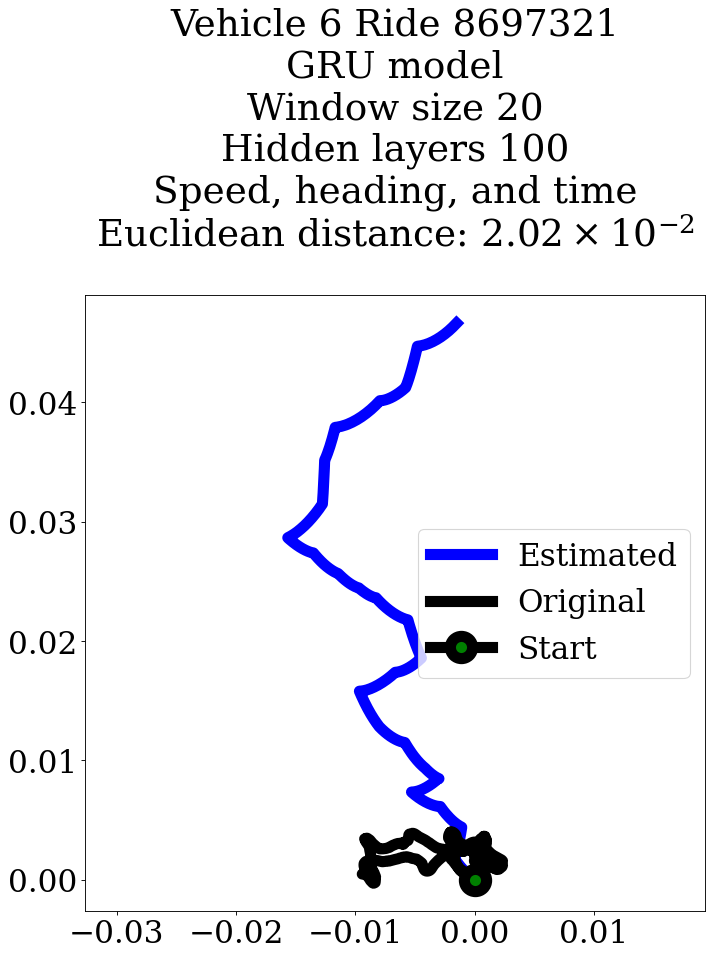 Vehicle 6 Ride 8697321
GRU model
Window size 20
Hidden layers 100
Speed, heading, and time
Euclidean distance: 2.02 × 10⁻²
0.04
0.03
0.02
0.01
0.00
Estimated
Original
Start
−0.03 −0.02 −0.01 0.00 0.01